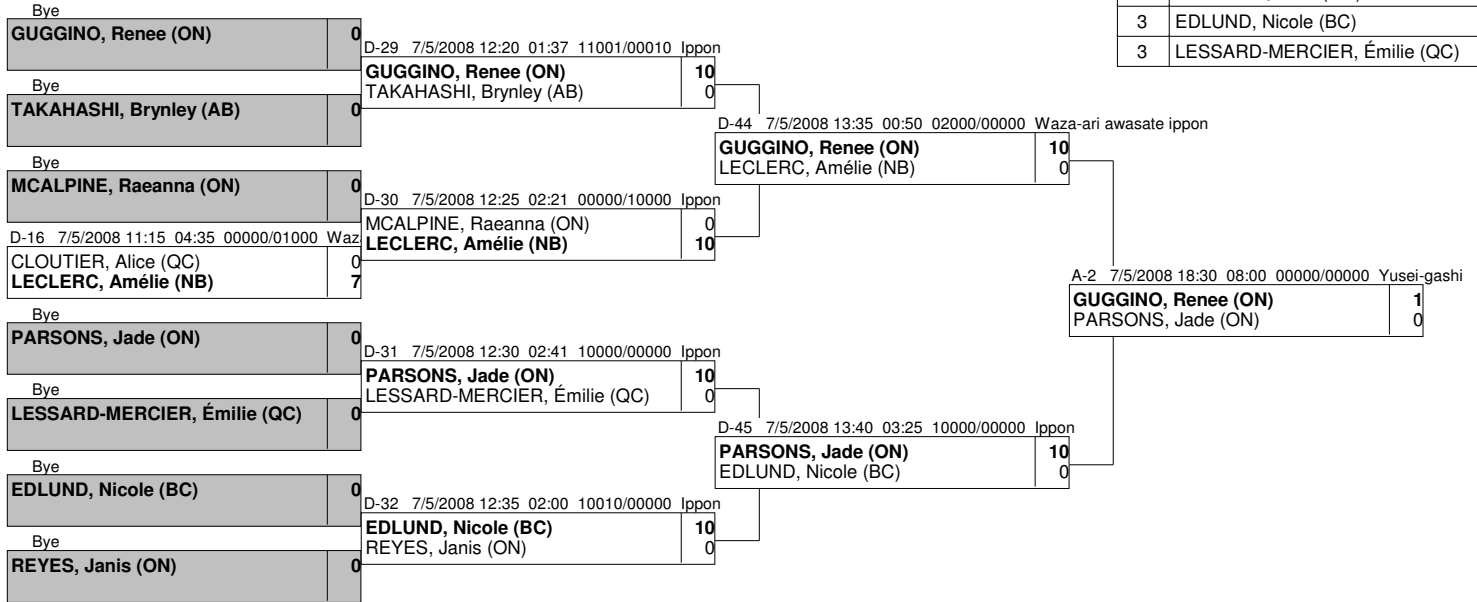 Bye
GUGGINO, Renee (ON) 0
Bye
TAKAHASHI, Brynley (AB) 0
Bye
MCALPINE, Raeanna (ON) 0
D-16 7/5/2008 11:15 04:35 00000/01000 Waz
CLOUTIER, Alice (QC) 0
LECLERC, Amélie (NB) 7
Bye
PARSONS, Jade (ON) 0
Bye
LESSARD-MERCIER, Émilie (QC) 0
Bye
EDLUND, Nicole (BC) 0
Bye
REYES, Janis (ON) 0
D-29 7/5/2008 12:20 01:37 11001/00010 Ippon
GUGGINO, Renee (ON) 10
TAKAHASHI, Brynley (AB) 0
D-30 7/5/2008 12:25 02:21 00000/10000 Ippon
MCALPINE, Raeanna (ON) 0
LECLERC, Amélie (NB) 10
D-31 7/5/2008 12:30 02:41 10000/00000 Ippon
PARSONS, Jade (ON) 10
LESSARD-MERCIER, Émilie (QC) 0
D-32 7/5/2008 12:35 02:00 10010/00000 Ippon
EDLUND, Nicole (BC) 10
REYES, Janis (ON) 0
D-44 7/5/2008 13:35 00:50 02000/00000 Waza-ari awasate ippon
GUGGINO, Renee (ON) 10
LECLERC, Amélie (NB) 0
D-45 7/5/2008 13:40 03:25 10000/00000 Ippon
PARSONS, Jade (ON) 10
EDLUND, Nicole (BC) 0
A-2 7/5/2008 18:30 08:00 00000/00000 Yusei-gashi
GUGGINO, Renee (ON) 1
PARSONS, Jade (ON) 0
3 EDLUND, Nicole (BC)
3 LESSARD-MERCIER, Émilie (QC)